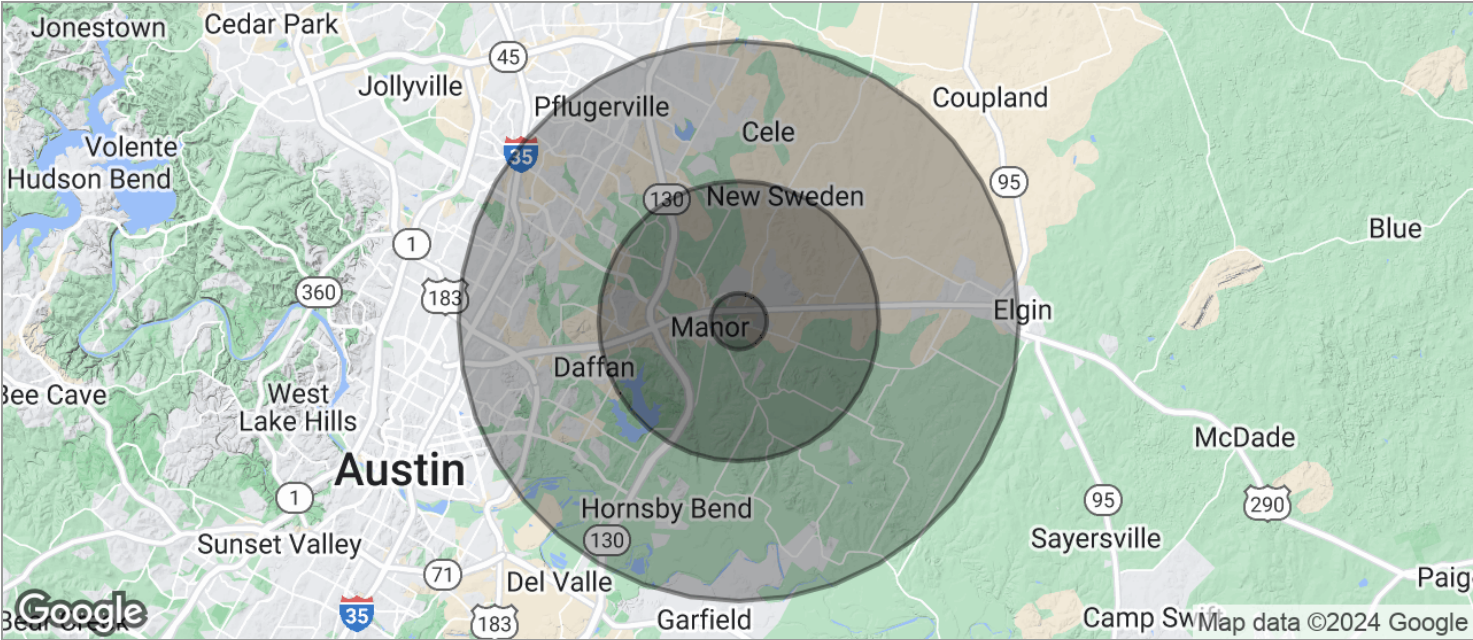 Jonestown
Cedar Park
45
Jollyville
Pflugerville
Coupland
Cele
Volente
35
Hudson Bend
95
130
New Sweden
Blue
1
360
183
Elgin
Manor
Daffan
Bee Cave
West
Lake Hills
McDade
Austin
1
95
290
Hornsby Bend
Sunset Valley
130
Sayersville
71
Del Valle
Paig
Google
35
183
Garfield
Camp Swift
Map data ©2024 Google